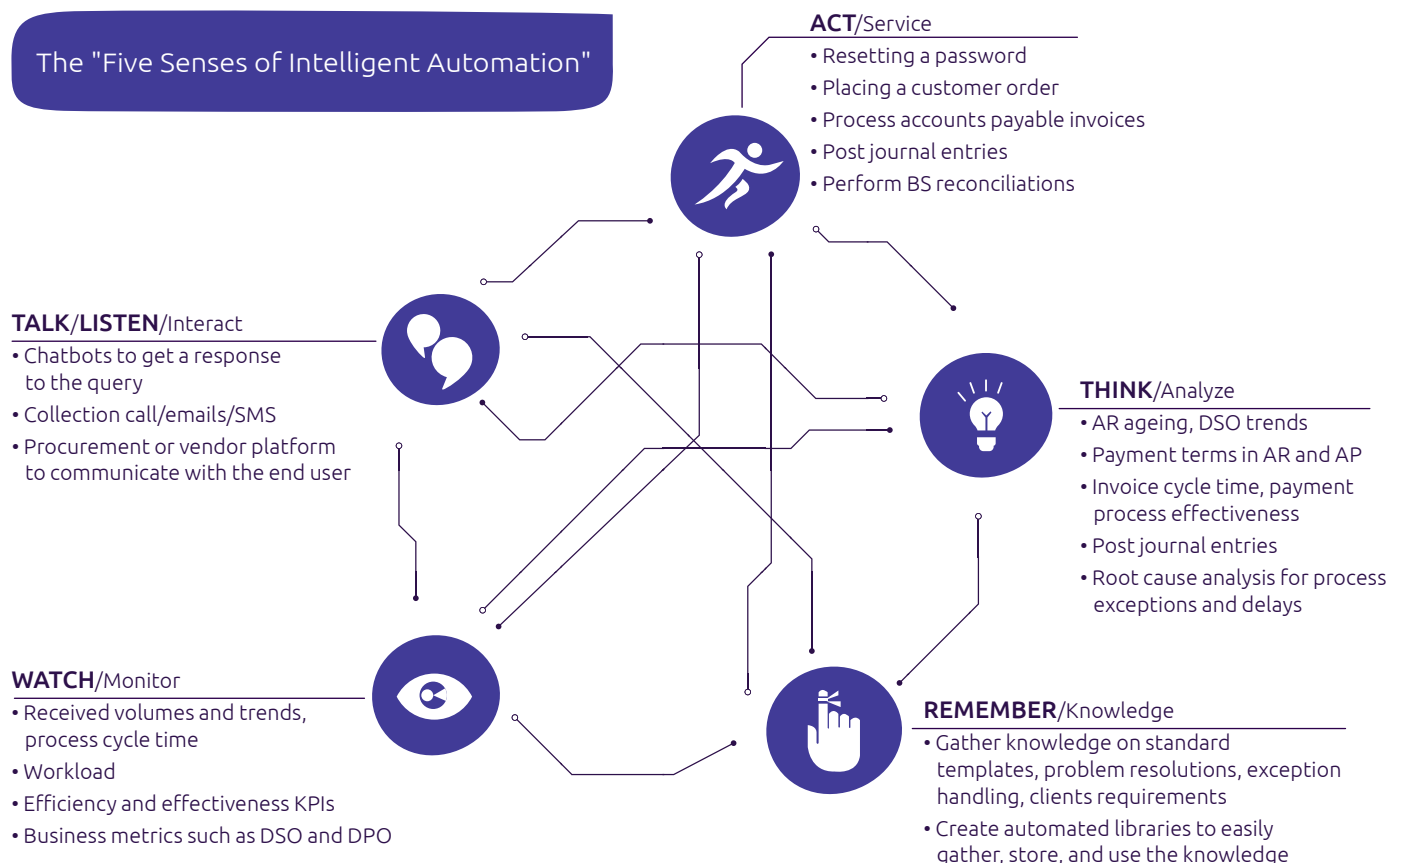 The "Five Senses of Intelligent Automation"
ACT/Service
• Resetting a password
• Placing a customer order
• Process accounts payable invoices
• Post journal entries
• Perform BS reconciliations
TALK/LISTEN/Interact
• Chatbots to get a response
to the query
• Collection call/emails/SMS
• Procurement or vendor platform
to communicate with the end user
THINK/Analyze
• AR ageing, DSO trends
• Payment terms in AR and AP
• Invoice cycle time, payment
process effectiveness
• Post journal entries
• Root cause analysis for process
exceptions and delays
WATCH/Monitor
• Received volumes and trends,
process cycle time
• Workload
• Efficiency and effectiveness KPIs
• Business metrics such as DSO and DPO
REMEMBER/Knowledge
• Gather knowledge on standard
templates, problem resolutions, exception
handling, clients requirements
• Create automated libraries to easily
gather, store, and use the knowledge